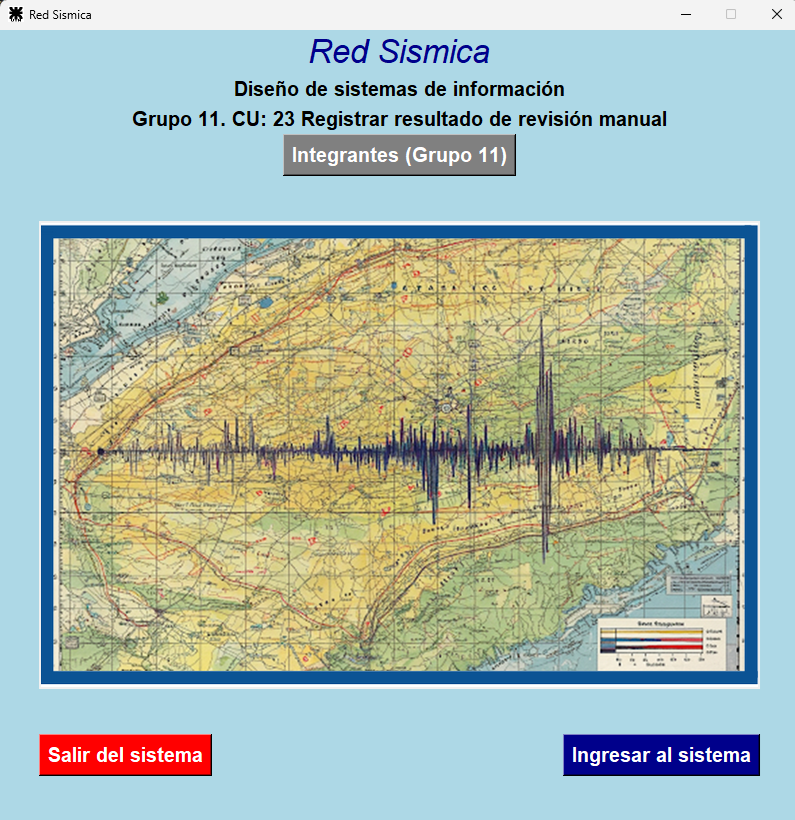 Red Sismica
Red Sismica
Diseño de sistemas de información
Grupo 11. CU: 23 Registrar resultado de revisión manual
Integrantes (Grupo 11)
Salir del sistema
Ingresar al sistema